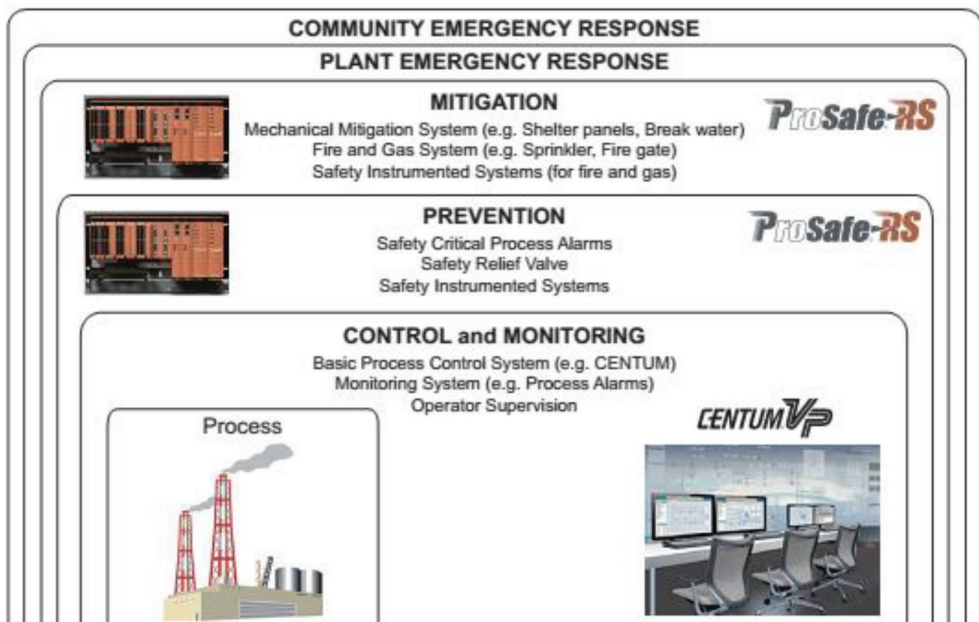 COMMUNITY EMERGENCY RESPONSE
PLANT EMERGENCY RESPONSE
MITIGATION
Mechanical Mitigation System (e.g. Shelter panels, Break water)
Fire and Gas System (e.g. Sprinkler, Fire gate)
Safety Instrumented Systems (for fire and gas)
ProSafe-RS
PREVENTION
Safety Critical Process Alarms
Safety Relief Valve
Safety Instrumented Systems
ProSafe-RS
CONTROL and MONITORING
Basic Process Control System (e.g. CENTUM)
Monitoring System (e.g. Process Alarms)
Operator Supervision
CENTUM VP
Process